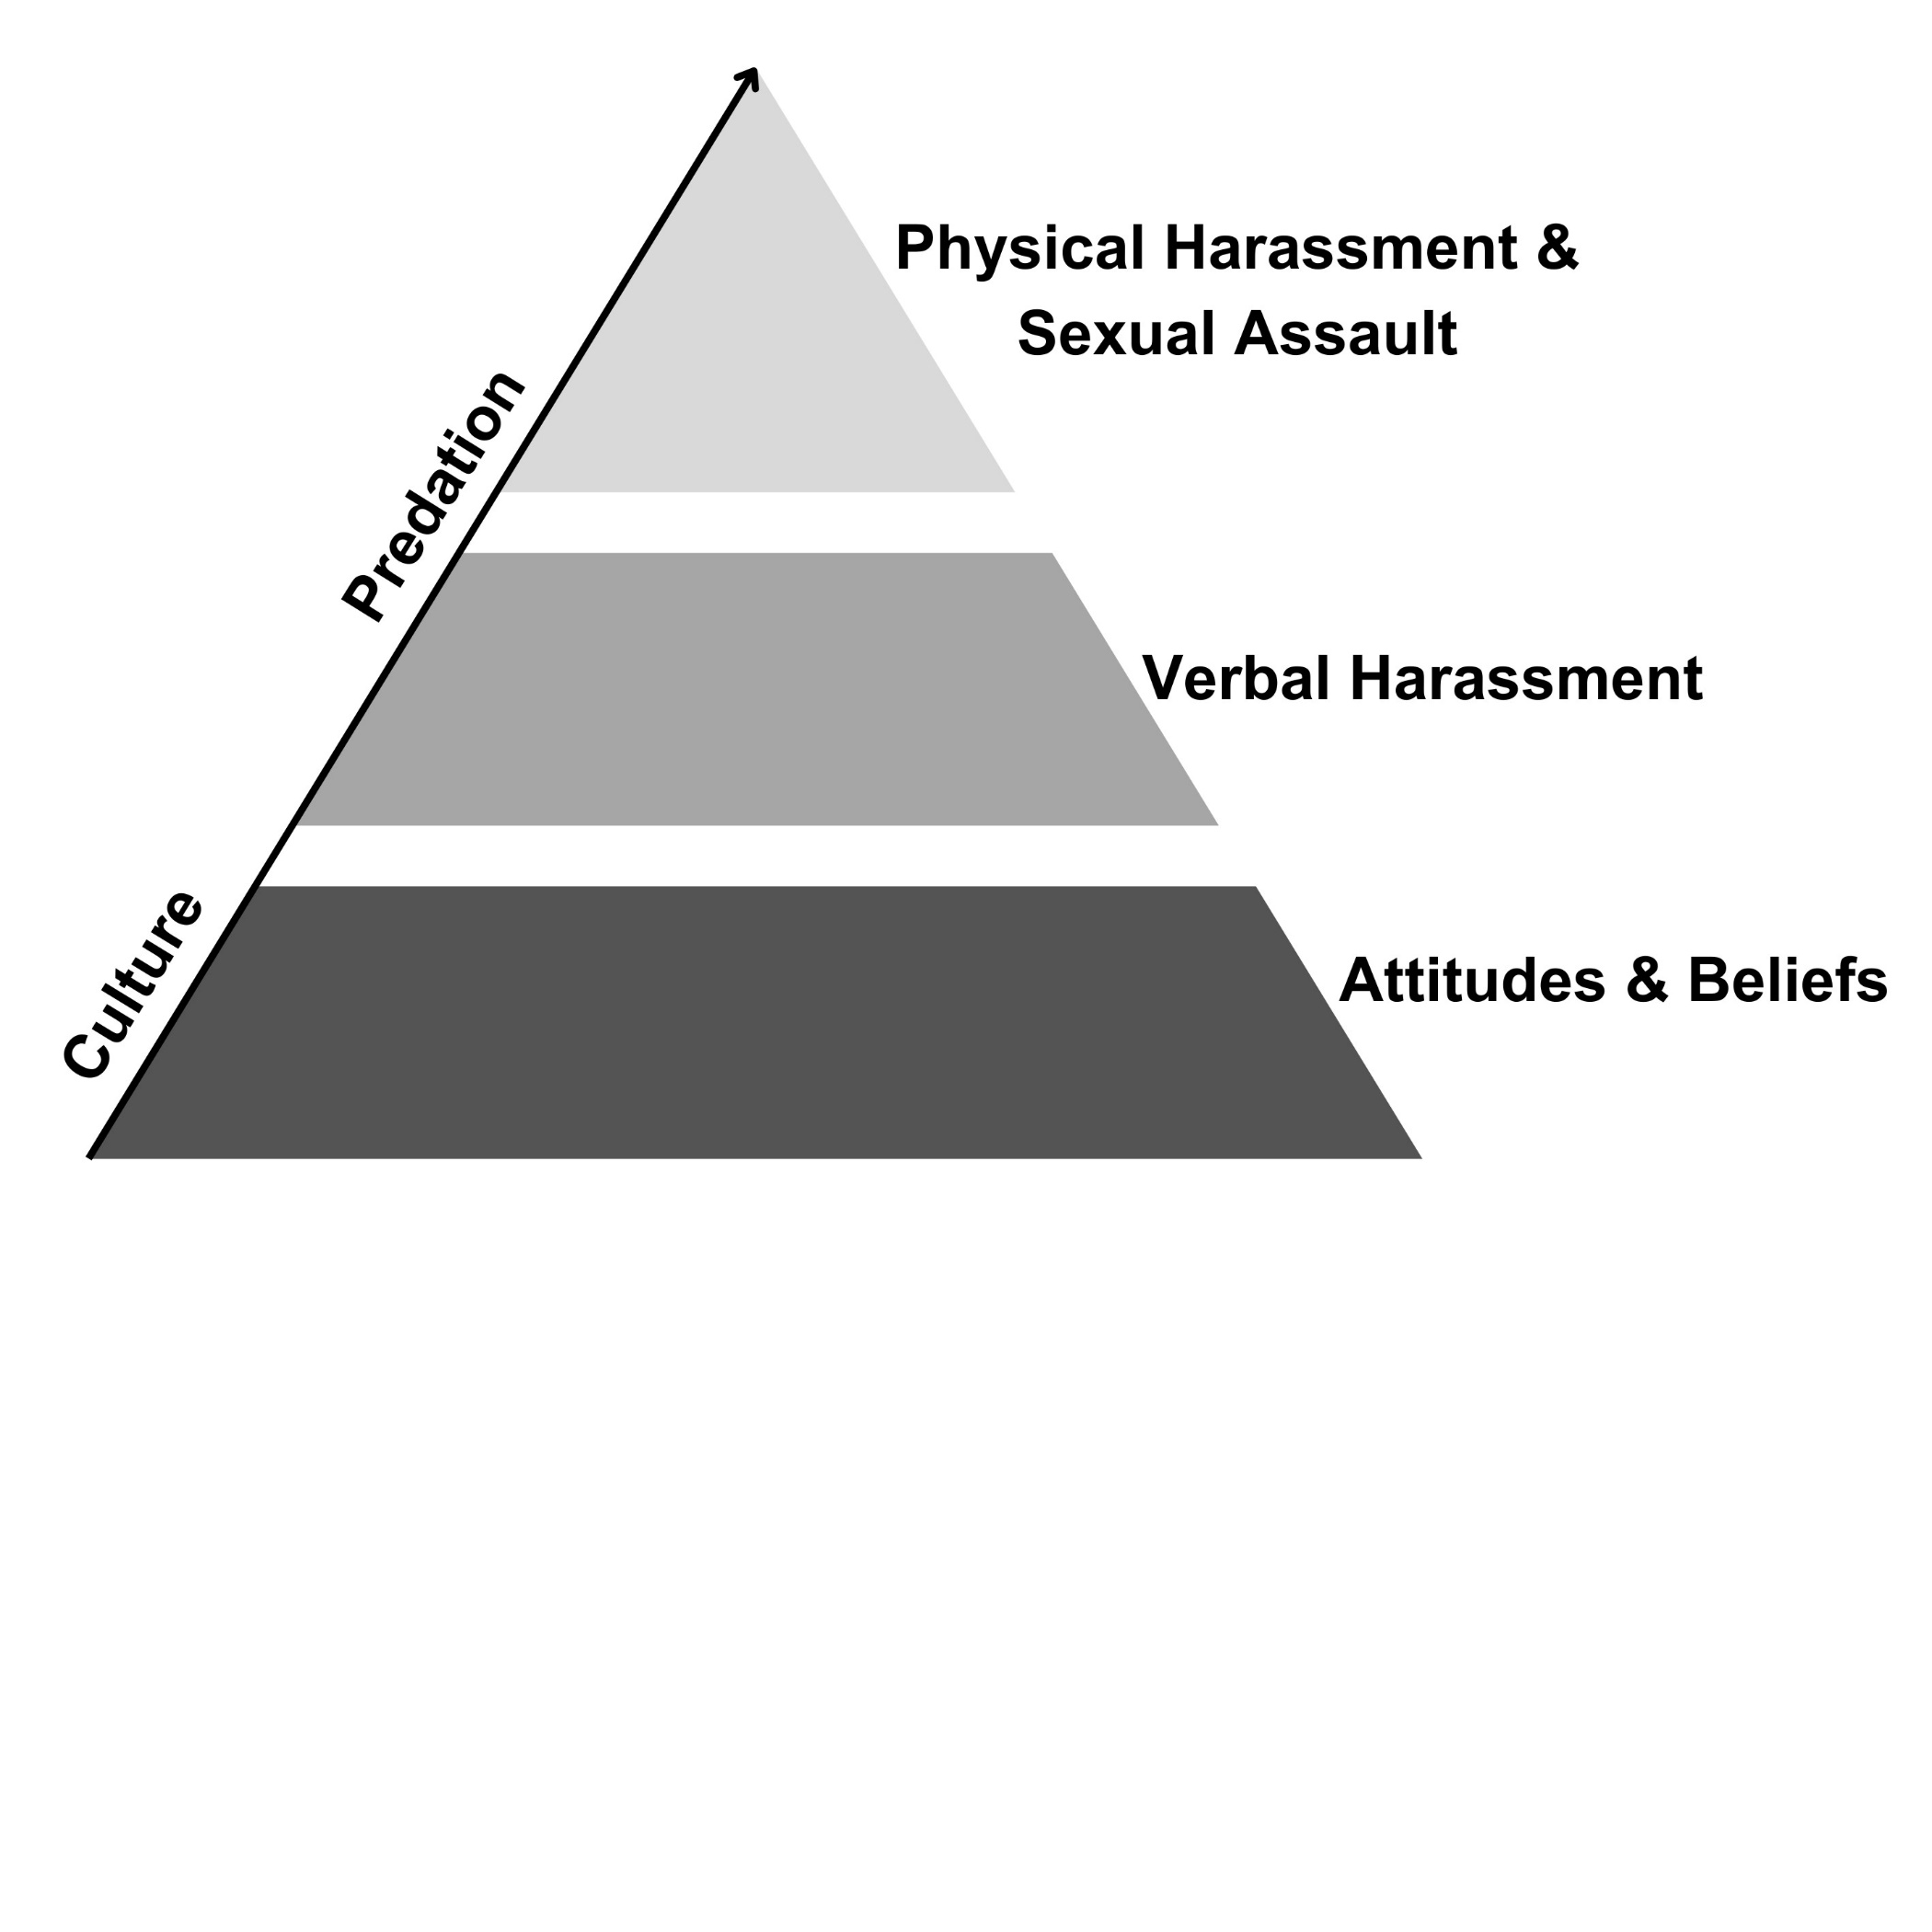 Physical Harassment &
Sexual Assault
Predation
Verbal Harassment
Culture
Attitudes & Beliefs